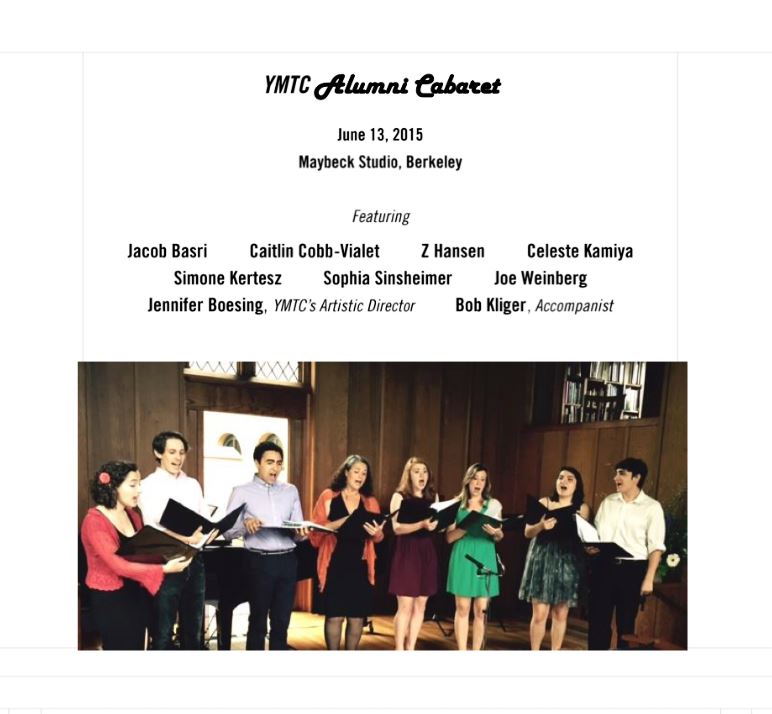 YMTC Alumni Cabaret
June 13, 2015
Maybeck Studio, Berkeley
Featuring
Jacob Basri Caitlin Cobb-Vialet Z Hansen Celeste Kamiya
Simone Kertesz Sophia Sinsheimer Joe Weinberg
Jennifer Boesing, YMTC's Artistic Director Bob Kliger, Accompanist